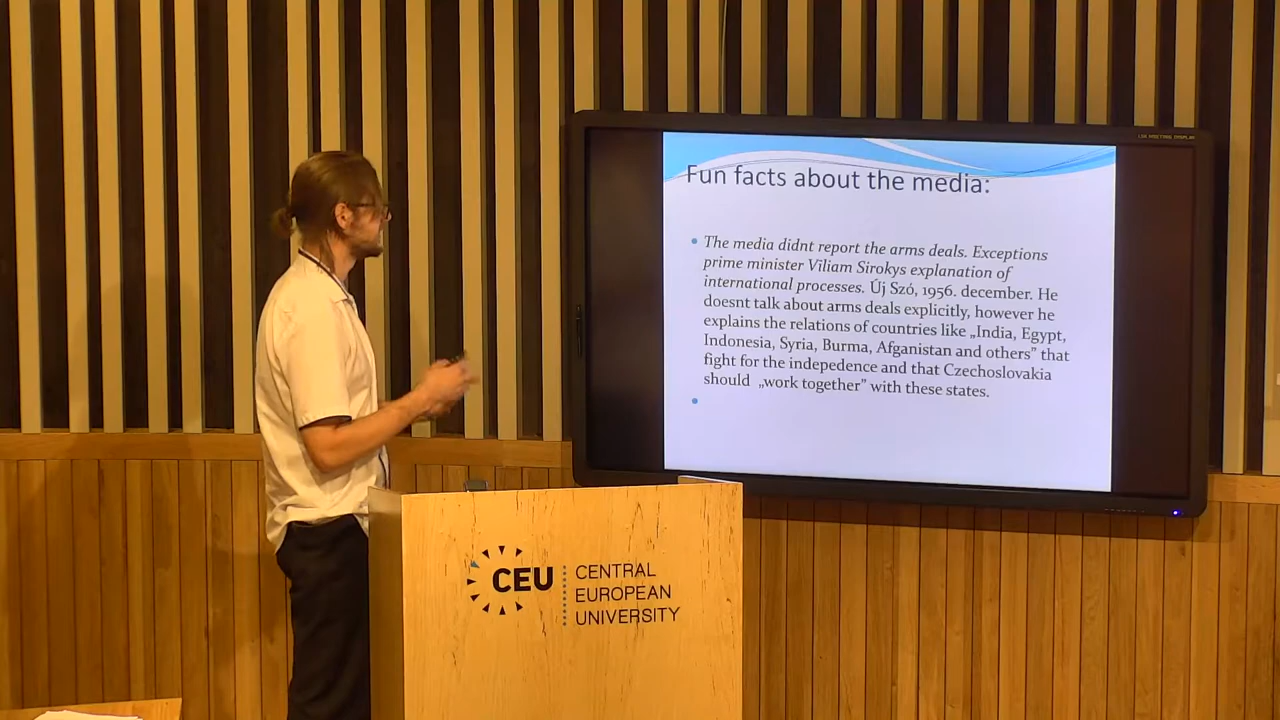 Fun facts about the media:
The media didnt report the arms deals. Exceptions
prime minister Viliam Sirokys explanation of
international processes. Új Szó, 1956. december. He
doesnt talk about arms deals explicitly, however he
explains the relations of countries like „India, Egypt,
Indonesia, Syria, Burma, Afganistan and others” that
fight for the indepedence and that Czechoslovakia
should „work together” with these states.
CEU
CENTRAL
EUROPEAN
UNIVERSITY